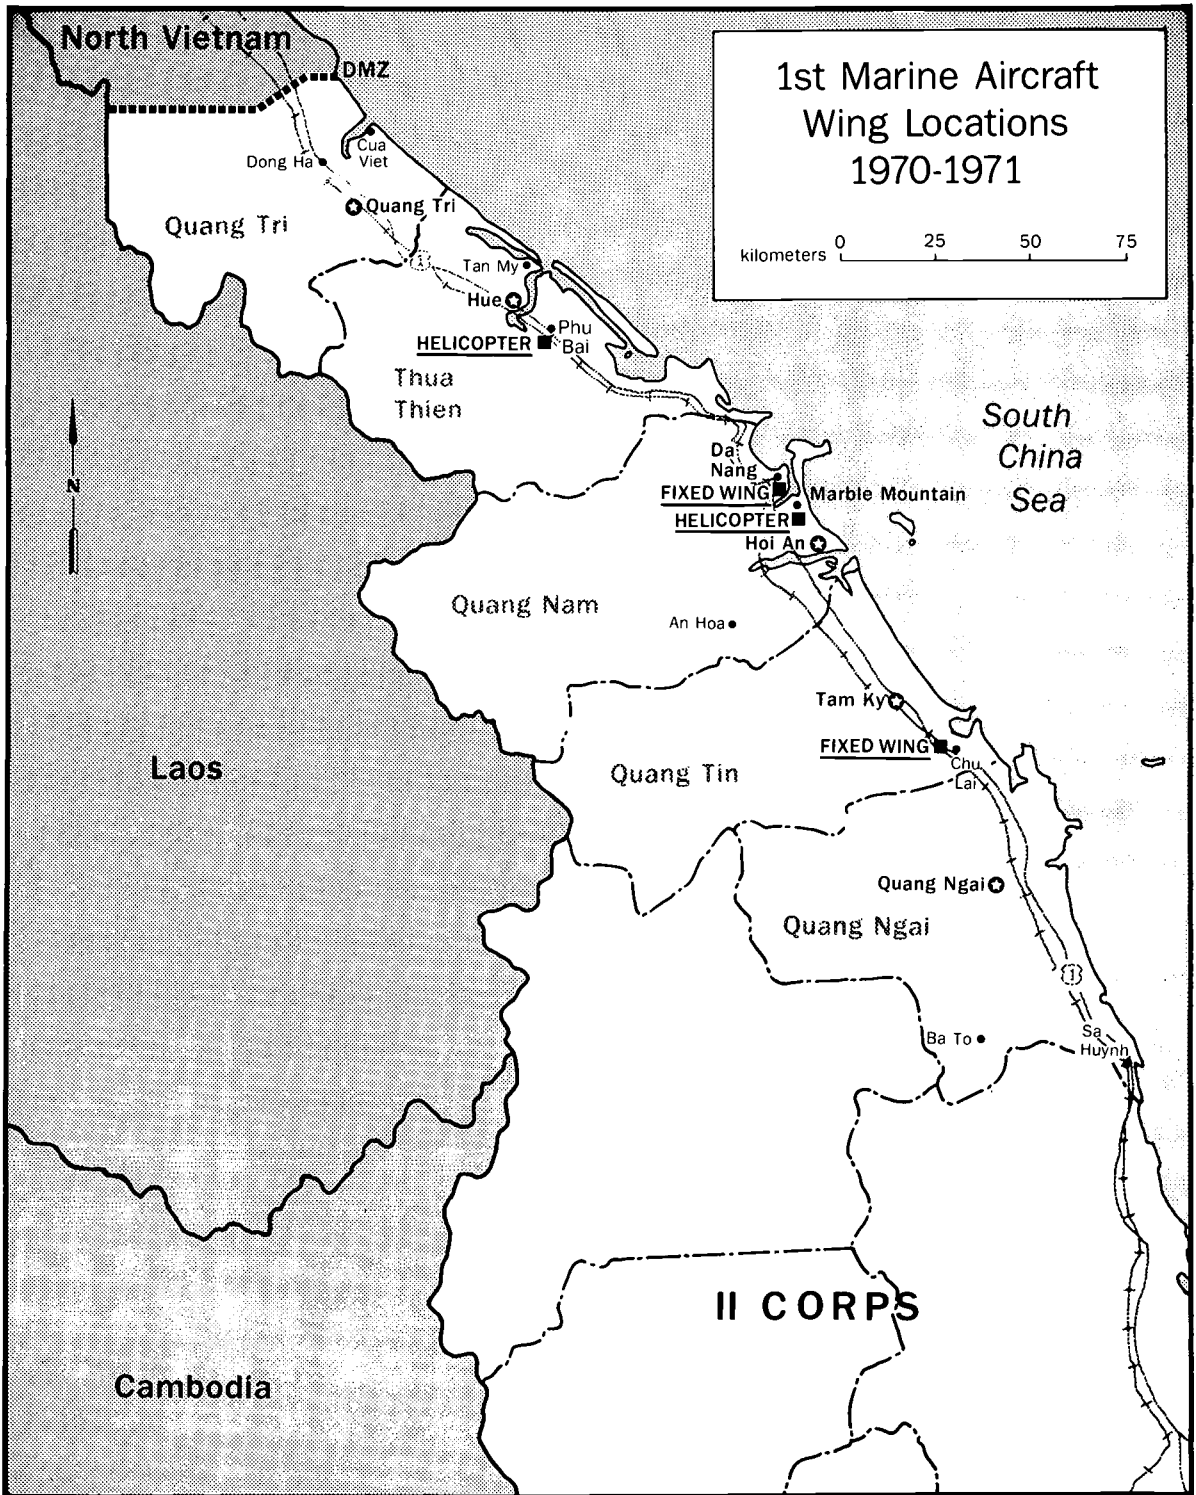 North Vietnam
DMZ
1st Marine Aircraft
Wing Locations
1970-1971
kilometers 0 25 50 75
Cua
Viet
Dong Ha
Quang Tri
Quang Tri
1
Tan My
Hue
Phu
Bai
HELICOPTER
Thua
Thien
N
South
China
Sea
Da
Nang
FIXED WING
Marble Mountain
HELICOPTER
Hoi An
Quang Nam
An Hoa
Tam Ky
FIXED WING
Chu
Lai
Laos
Quang Tin
Quang Ngai
Quang Ngai
1
Ba To
Sa
Huynh
II CORPS
Cambodia